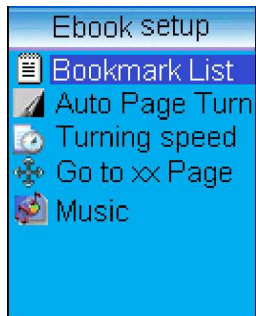 Ebook setup
Bookmark List
Auto Page Turn
Turning speed
Go to xx Page
Music